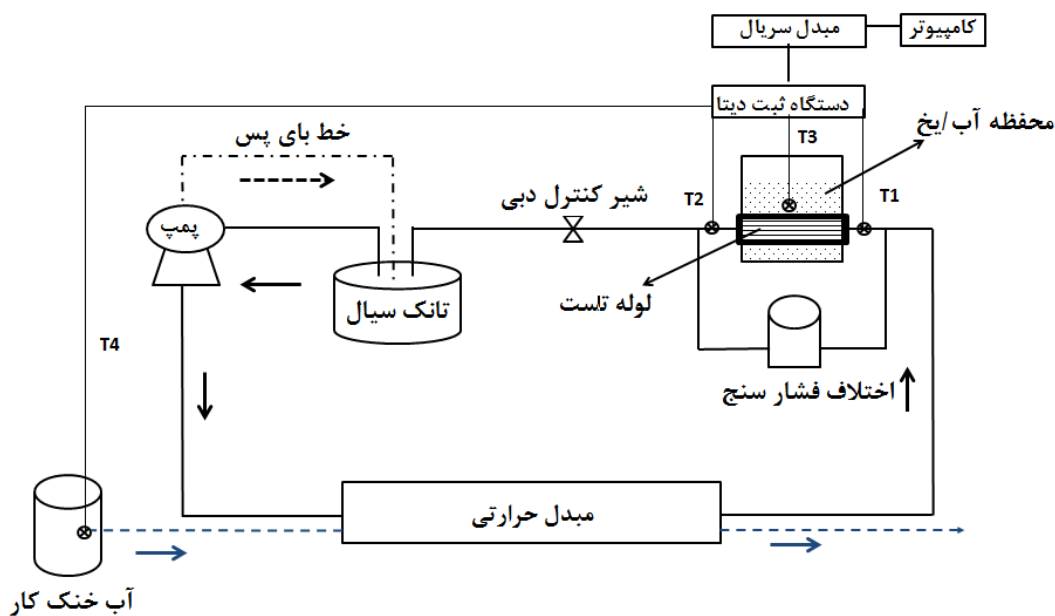 مبدل سریال
کامپیوتر
دستگاه ثبت دیتا
محفظه آب/یخ
خط بای پس
T3
شیر کنترل دبی
T2
T1
پمپ
تانک سیال
لوله تست
T4
اختلاف فشار سنج
مبدل حرارتی
آب خنک کار